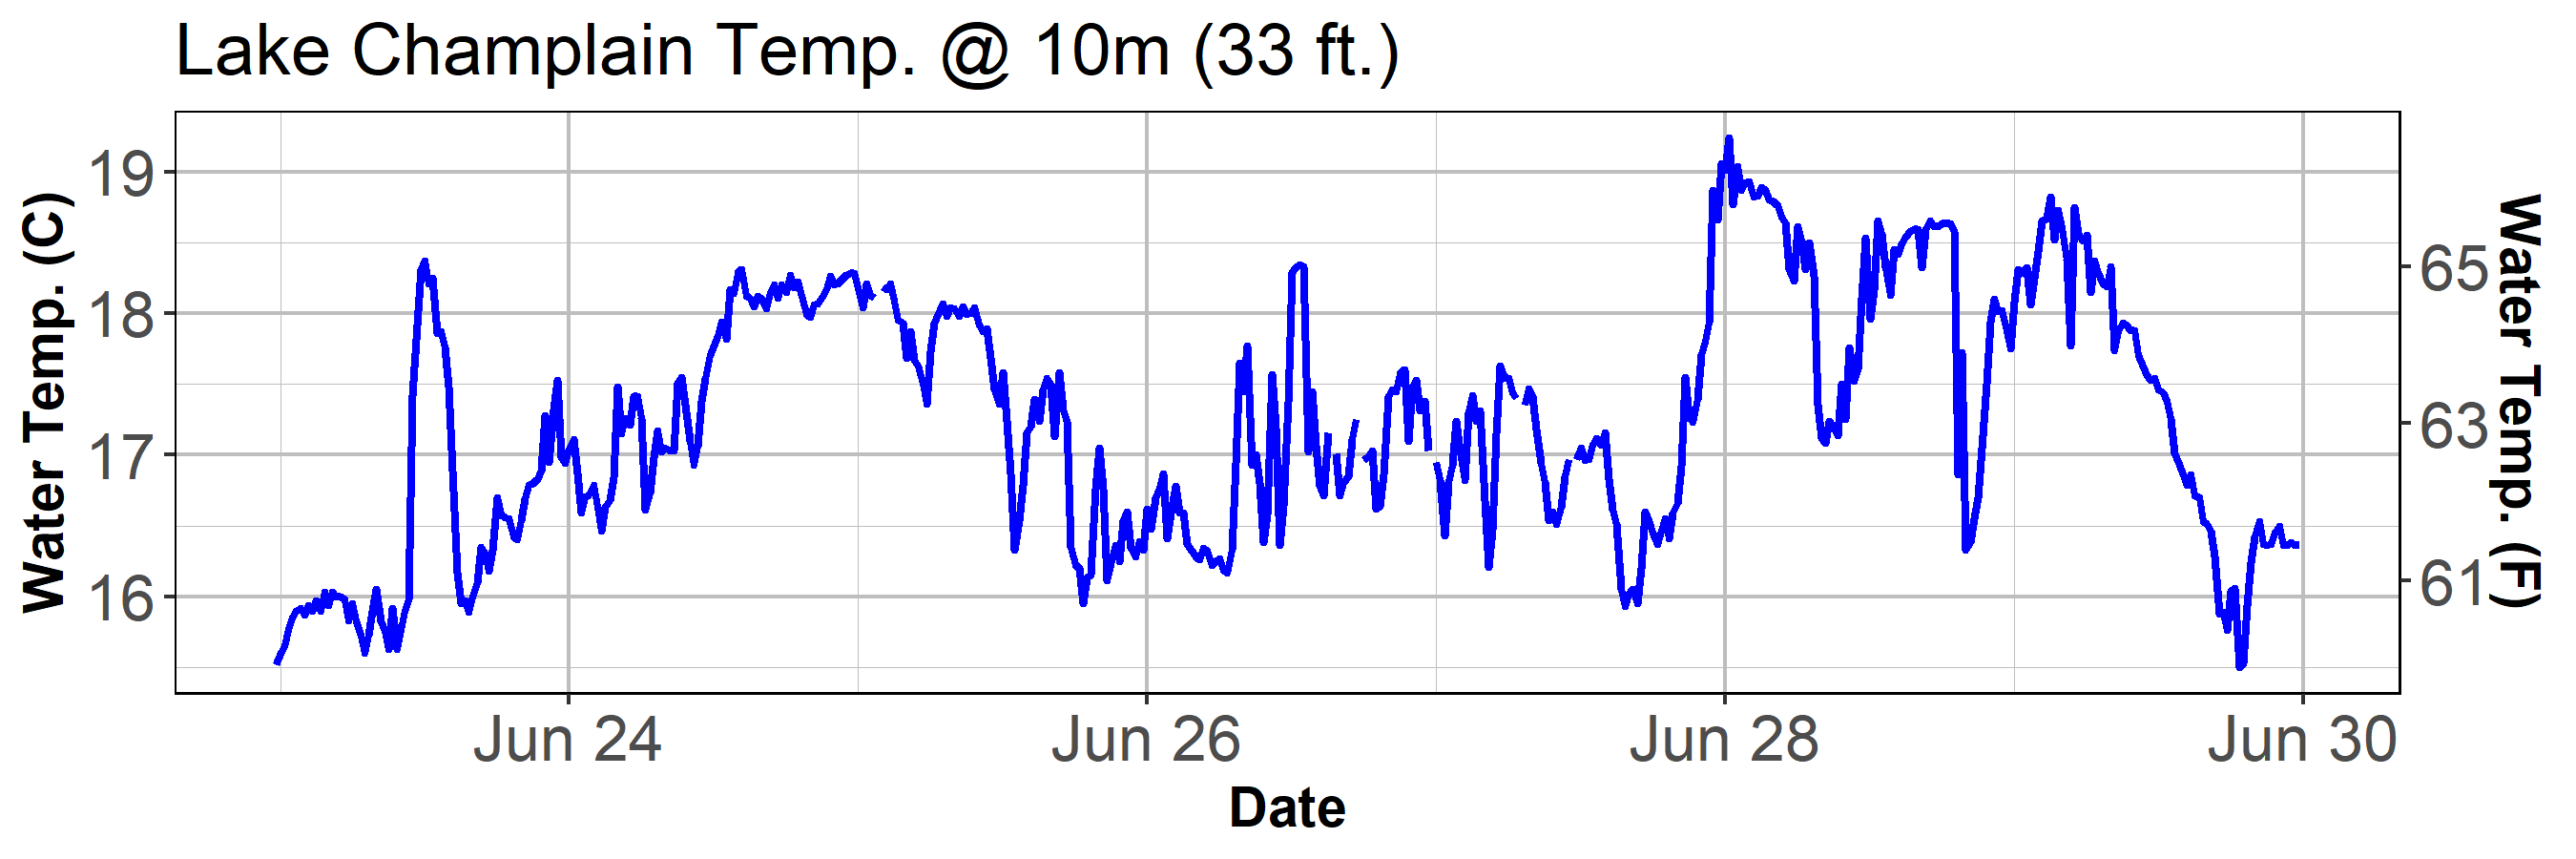 Lake Champlain Temp. @ 10m (33 ft.)
Water Temp. (C)
19
18
17
16
Water Temp. (F)
65
63
61
Jun 24
Jun 26
Jun 28
Jun 30
Date